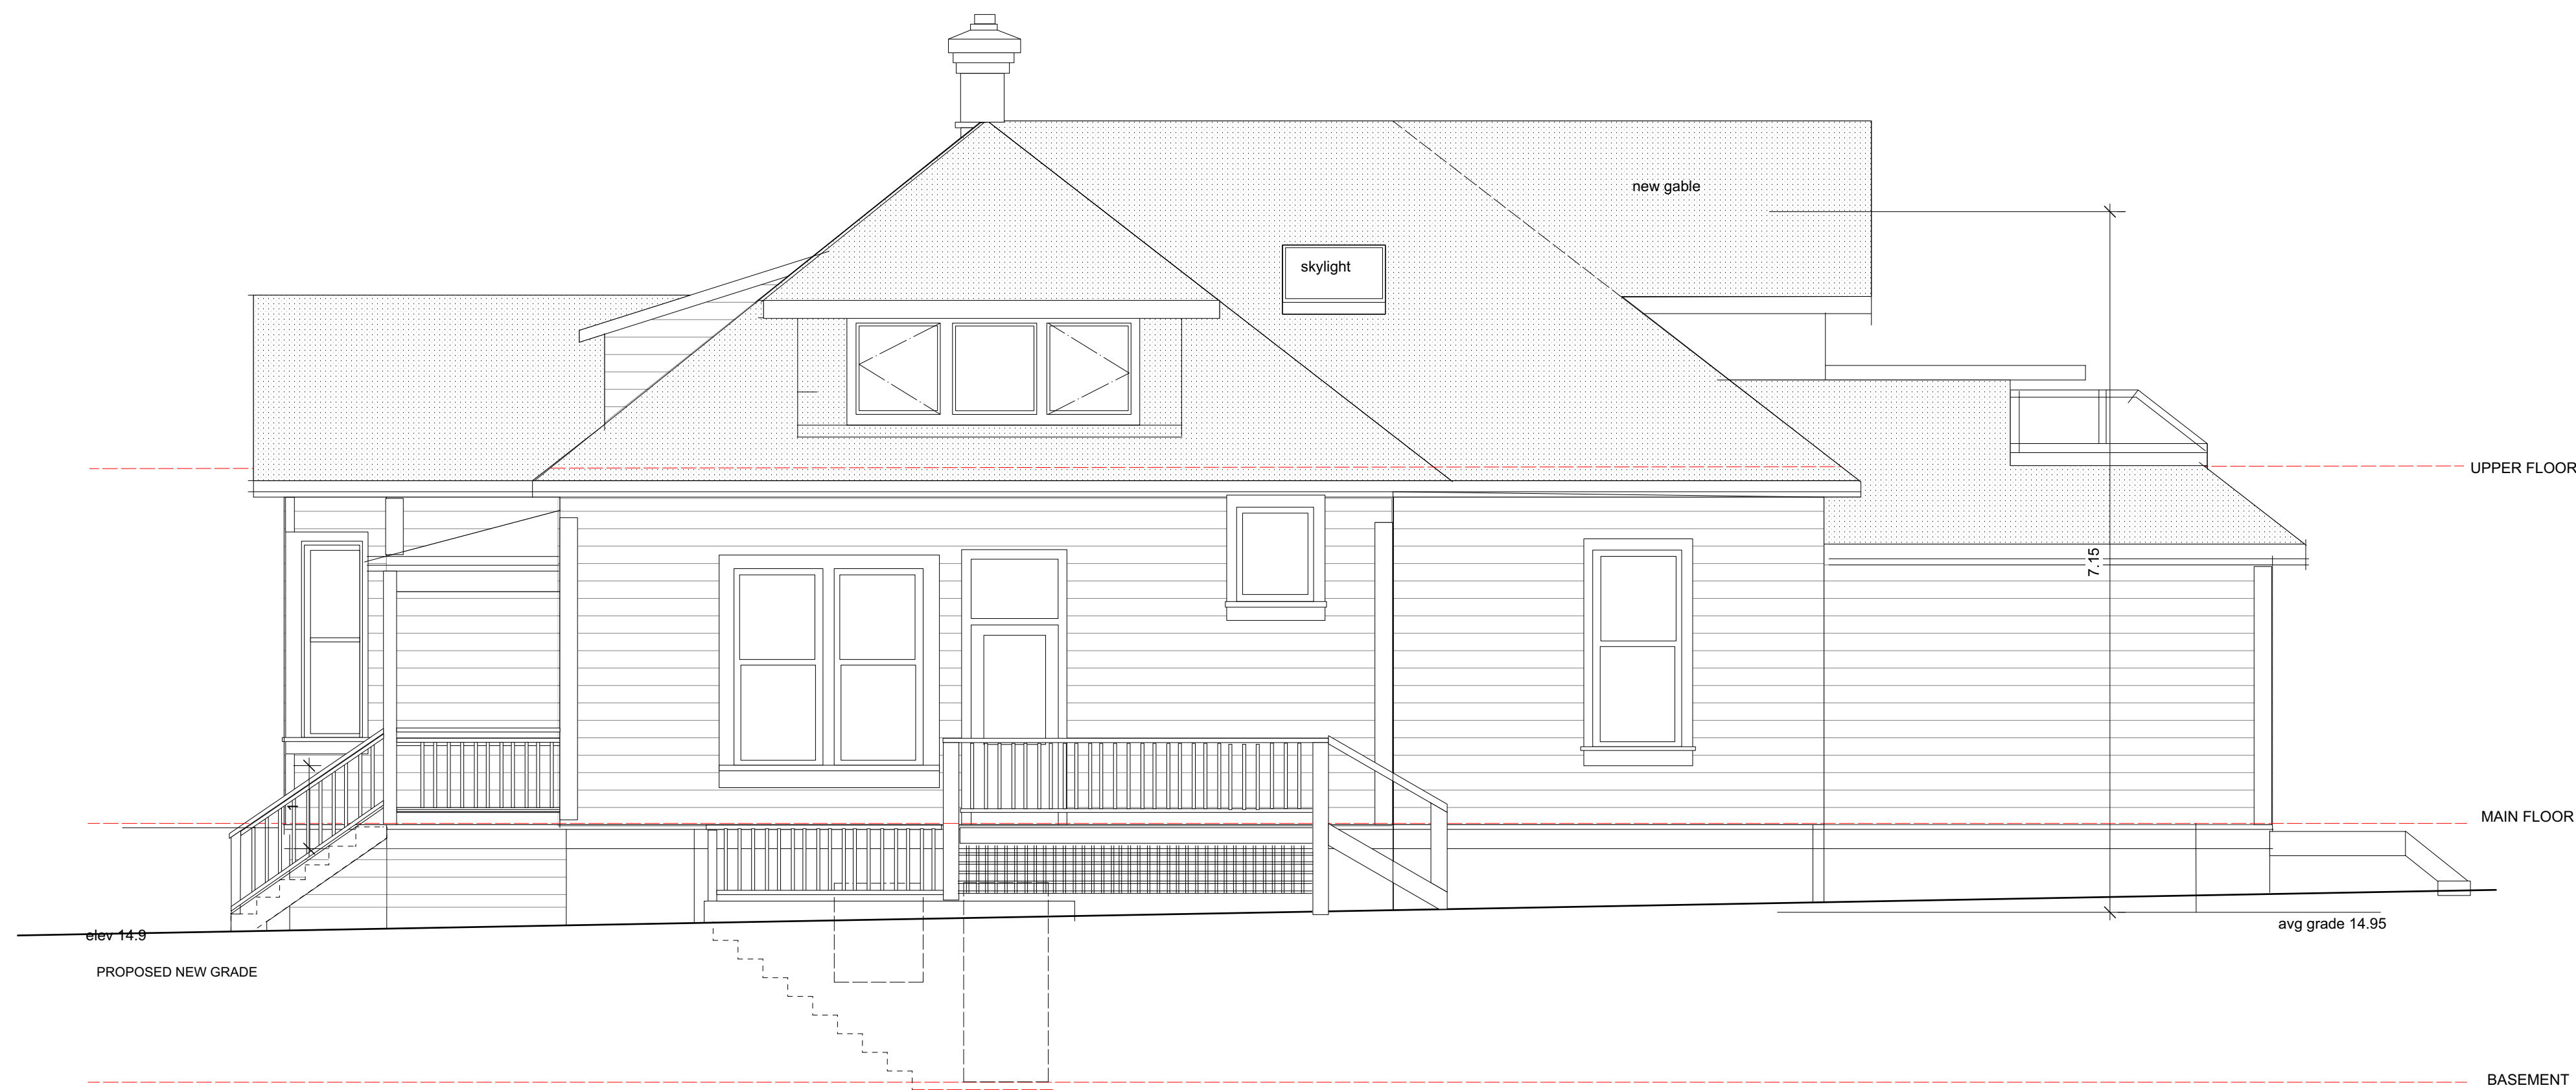 new gable
skylight
UPPER FLOOR
7.15
1
MAIN FLOOR
elev 14.9
avg grade 14.95
PROPOSED NEW GRADE
BASEMENT